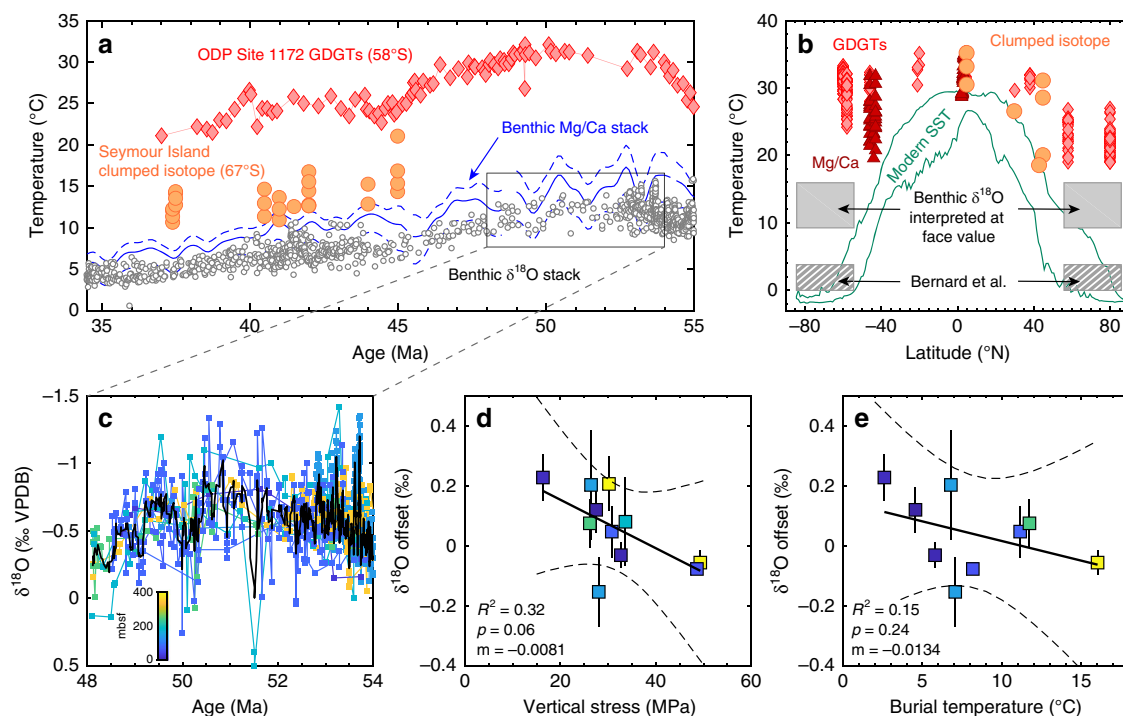 a
ODP Site 1172 GDGTs (58°S)
Benthic Mg/Ca stack
Seymour Island
clumped isotope (67°S)
Benthic δ18O stack
Temperature (°C)
35
30
25
20
15
10
5
0
35 40 45 50 55
Age (Ma)
b
GDGTs
Clumped isotope
Mg/Ca
Modern SST
Benthic δ18O
interpreted at
face value
Bernard et al.
Temperature (°C)
40
30
20
10
0
−80 −40 0 40 80
Latitude (°N)
c
δ18O (‰ VPDB)
−1.5
−1
−0.5
0
0.5
400
200
0
mbsf
48 50 52 54
Age (Ma)
d
δ18O offset (‰)
0.4
0.2
0
−0.2
−0.4
R2 = 0.32
p = 0.06
m = −0.0081
0 20 40 60
Vertical stress (MPa)
e
δ18O offset (‰)
0.4
0.2
0
−0.2
−0.4
R2 = 0.15
p = 0.24
m = −0.0134
0 5 10 15
Burial temperature (°C)